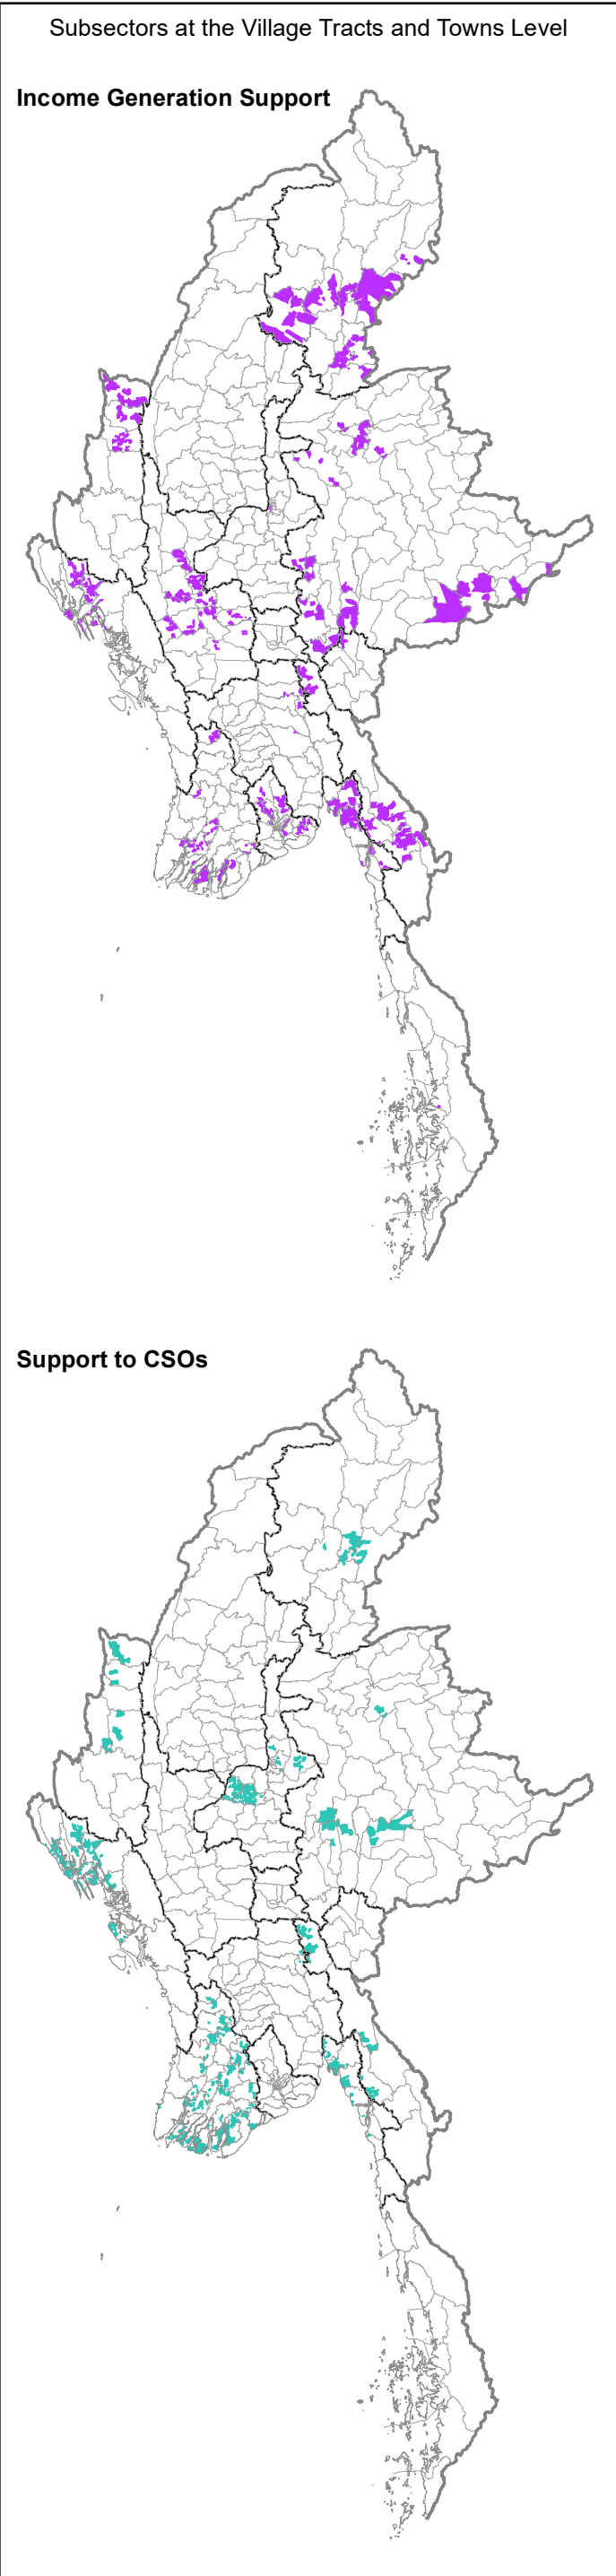 Subsectors at the Village Tracts and Towns Level
Income Generation Support
Support to CSOs